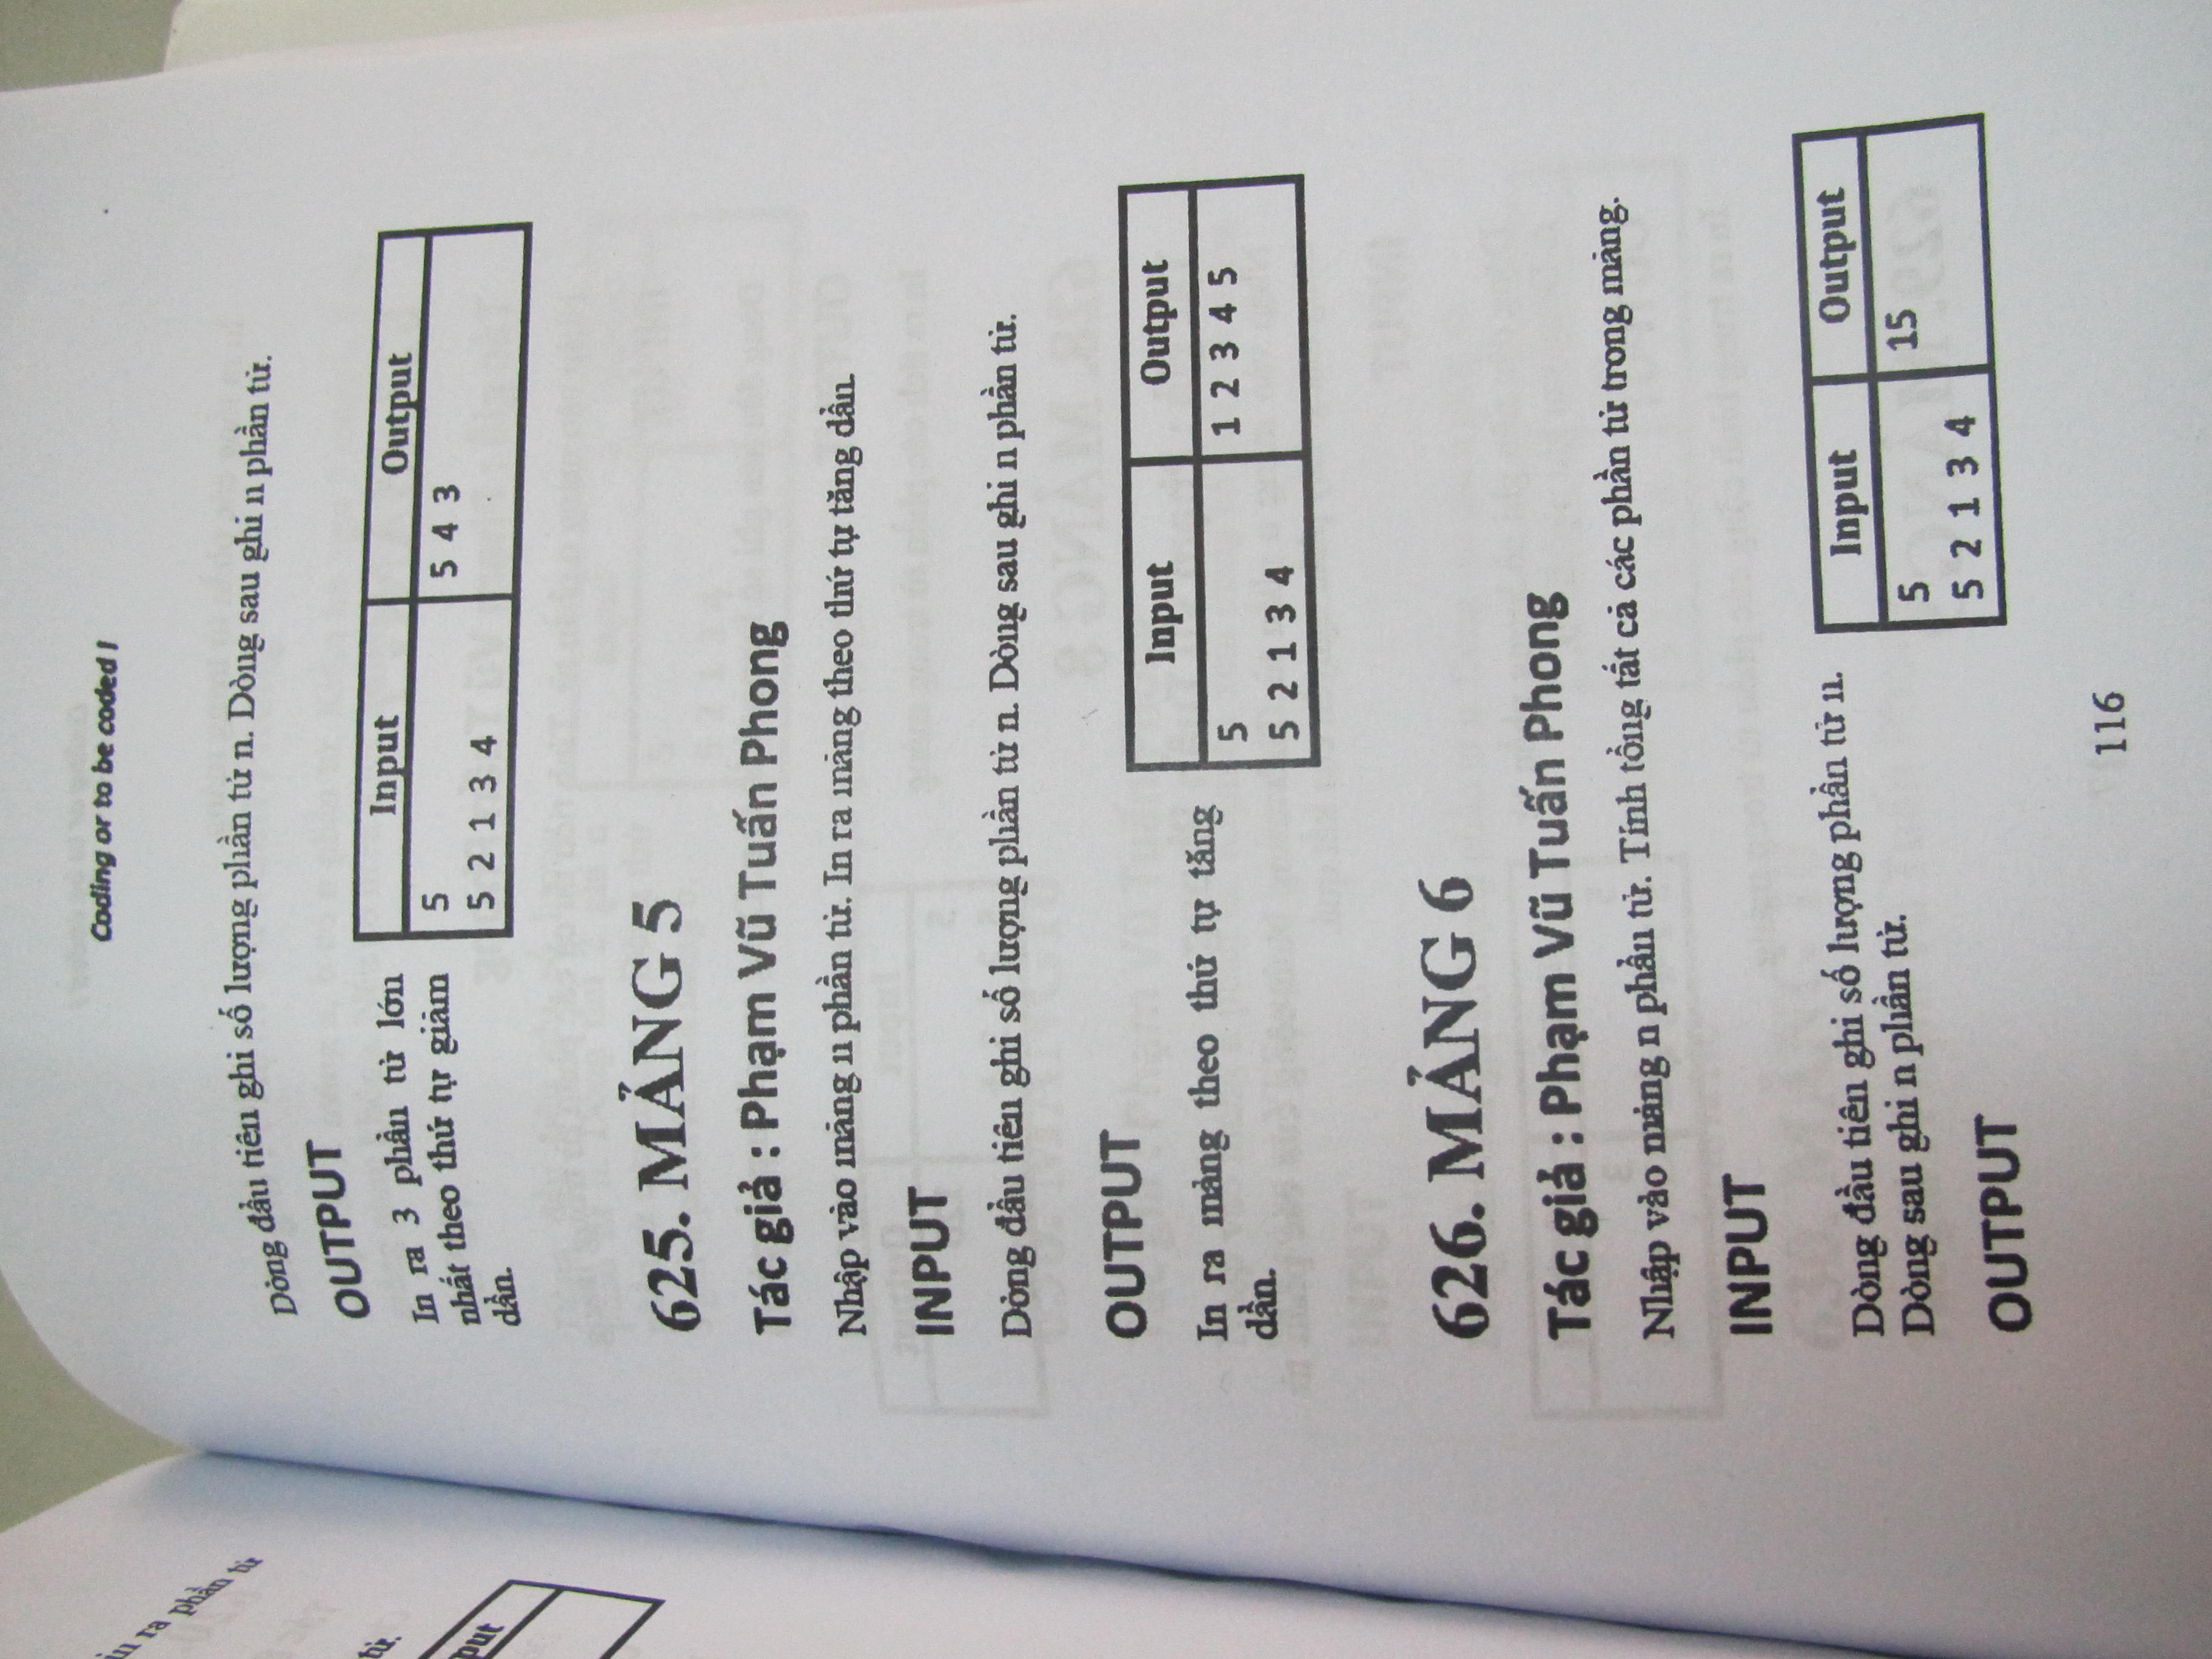 in ra phần tử
tử.
put
Coding or to be coded !
Dòng đầu tiên ghi số lượng phần tử n. Dòng sau ghi n phần tử.
OUTPUT
In ra 3 phần tử lớn
nhất theo thứ tự giảm
dần.
Input Output
5 5 4 3
5 2 1 3 4
625. MẢNG 5
Tác giả : Phạm Vũ Tuấn Phong
Nhập vào mảng n phần tử. In ra mảng theo thứ tự tăng dần.
INPUT
Dòng đầu tiên ghi số lượng phần tử n. Dòng sau ghi n phần tử.
OUTPUT
In ra mảng theo thứ tự tăng
dần.
Input Output
5 1 2 3 4 5
5 2 1 3 4
626. MẢNG 6
Tác giả : Phạm Vũ Tuấn Phong
Nhập vào mảng n phần tử. Tính tổng tất cả các phần tử trong mảng.
INPUT
Dòng đầu tiên ghi số lượng phần tử n.
Dòng sau ghi n phần tử.
Input Output
5 15
5 2 1 3 4
OUTPUT
116